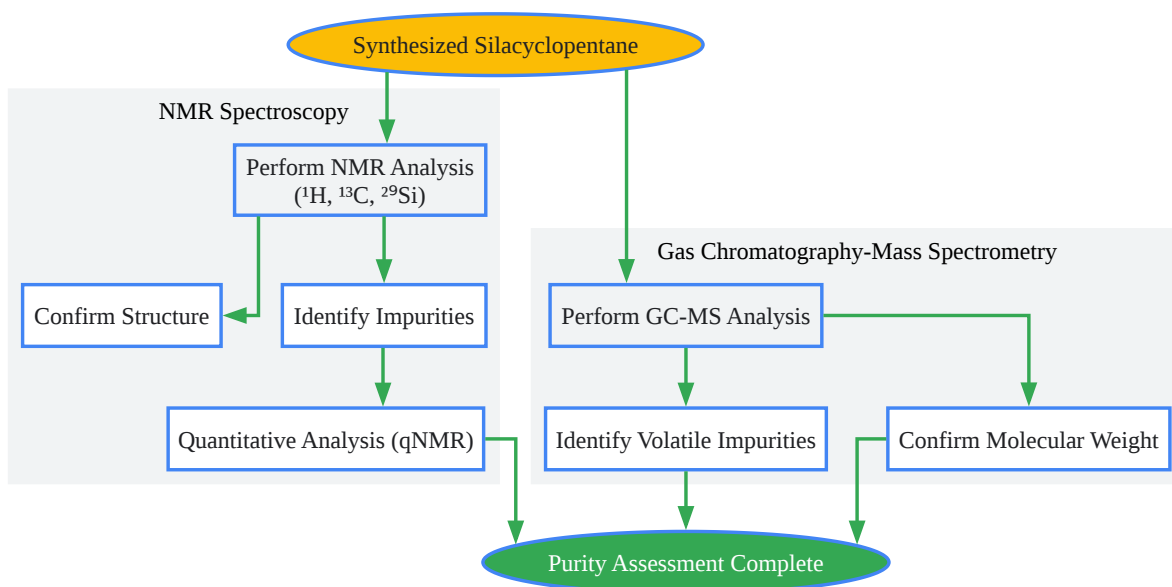 Synthesized Silacyclopentane
NMR Spectroscopy
Perform NMR Analysis
(¹H, ¹³C, ²⁹Si)
Gas Chromatography-Mass Spectrometry
Confirm Structure
Identify Impurities
Perform GC-MS Analysis
Quantitative Analysis (qNMR)
Identify Volatile Impurities
Confirm Molecular Weight
Purity Assessment Complete